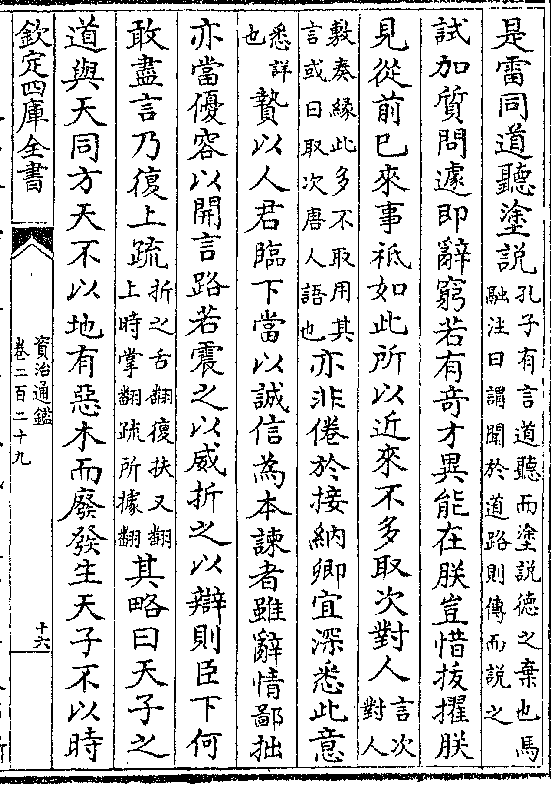 是雷同道聽塗説孔子有言道聽而塗説德之棄也馬融注曰謂聞於道路則傳而説之
試加質問遽即辭窮若有奇才異能在朕豈惜拔擢朕
見從前已來事祗如此所以近來不多取次對人言次對人
敷奏緣此多不取用其言或曰取次唐人語也亦非倦於接納卿宜深悉此意
悉詳也贄以人君臨下當以誠信為本諫者雖辭情鄙拙
亦當優容以開言路若震之以威折之以辯則臣下何
敢盡言乃復上疏折之舌翻復扶又翻上時掌翻疏所據翻其略曰天子之
道與天同方天不以地有惡木而廢發生天子不以時
欽定四庫全書
資治通鑑
卷二百二十九
十六